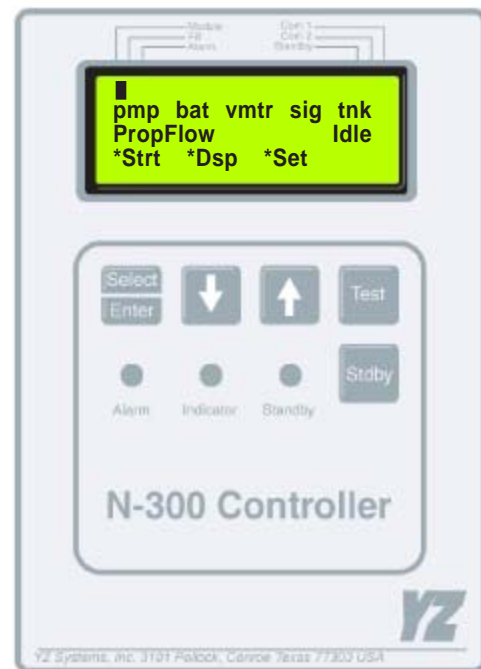 Module Com 1
Fill Com 2
Alarm Standby
pmp bat vmtr sig tnk
PropFlow Idle
*Strt *Dsp *Set
Select
Enter
Test
Stdby
Alarm Indicator Standby
N-300 Controller
YZ
YZ Systems, Inc. 3101 Pollock, Conroe Texas 77303 USA